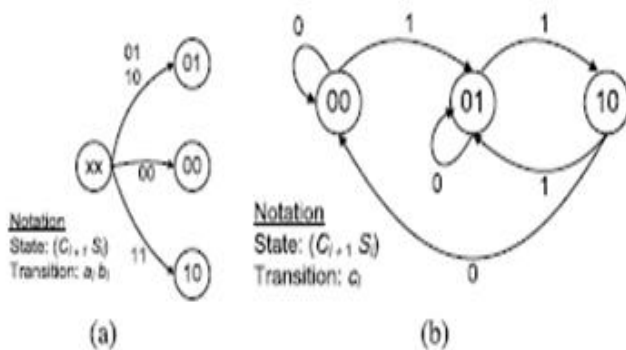 01
10
01
xx
00
00
11
10
Notation
State: (Cᵢ₊₁ Sᵢ)
Transition: aᵢ bᵢ
(a)
0
1
1
00
01
10
0
1
0
Notation
State: (Cᵢ₊₁ Sᵢ)
Transition: cᵢ
(b)